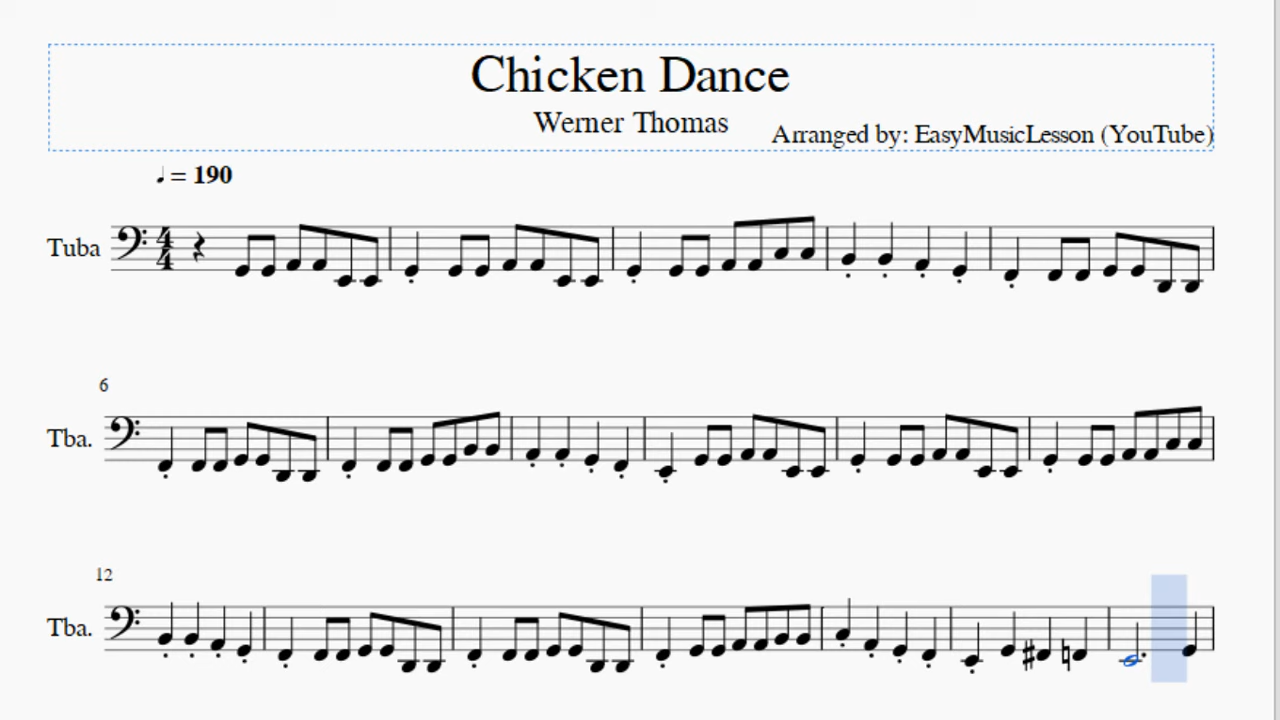 Chicken Dance
Werner Thomas
Arranged by: EasyMusicLesson (YouTube)
♩ = 190
Tuba
4
4
6
Tba.
12
Tba.